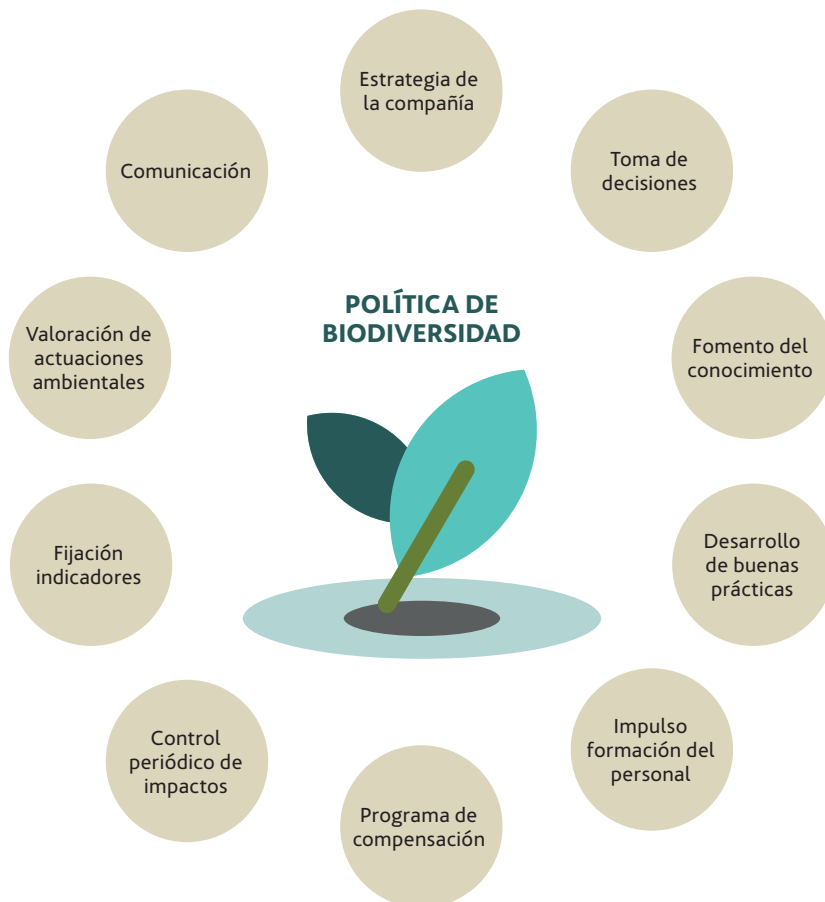 Estrategia de
la compañía
Toma de
decisiones
Fomento del
conocimiento
Desarrollo
de buenas
prácticas
Impulso
formación del
personal
Programa de
compensación
Control
periódico de
impactos
Fijación
indicadores
Valoración de
actuaciones
ambientales
Comunicación
POLÍTICA DE
BIODIVERSIDAD